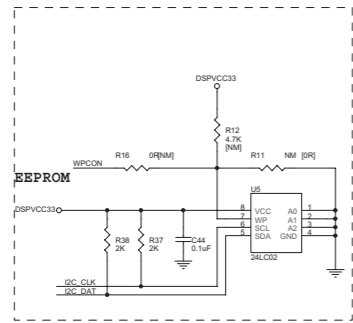 DSPVCC33
R12
4.7K
[NM]
R16 0R[NM] R11 NM [0R]
WPCON
EEPROM
U5
DSPVCC33
8 VCC A0 1
7 WP A1 2
6 SCL A2 3
5 SDA GND 4
24LC02
R38
2K
R37
2K
C44
0.1uF
I2C_CLK
I2C_DAT